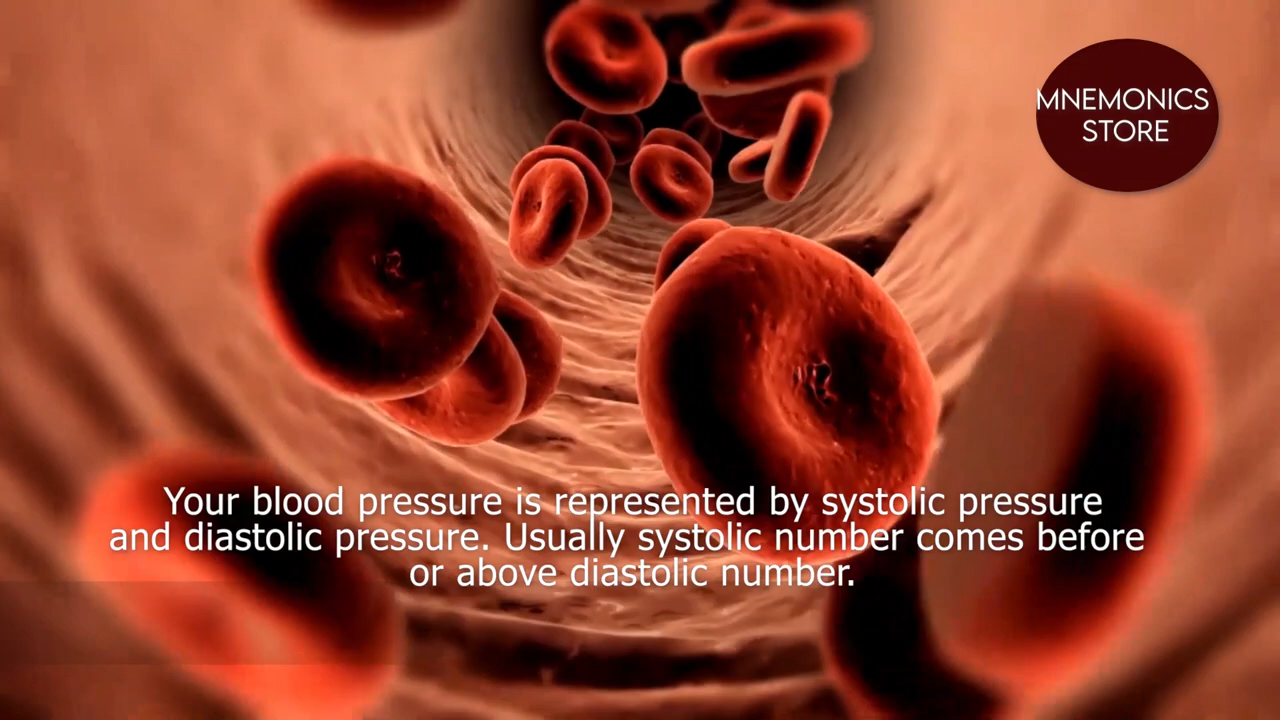 MNEMONICS
STORE
Your blood pressure is represented by systolic pressure
and diastolic pressure. Usually systolic number comes before
or above diastolic number.